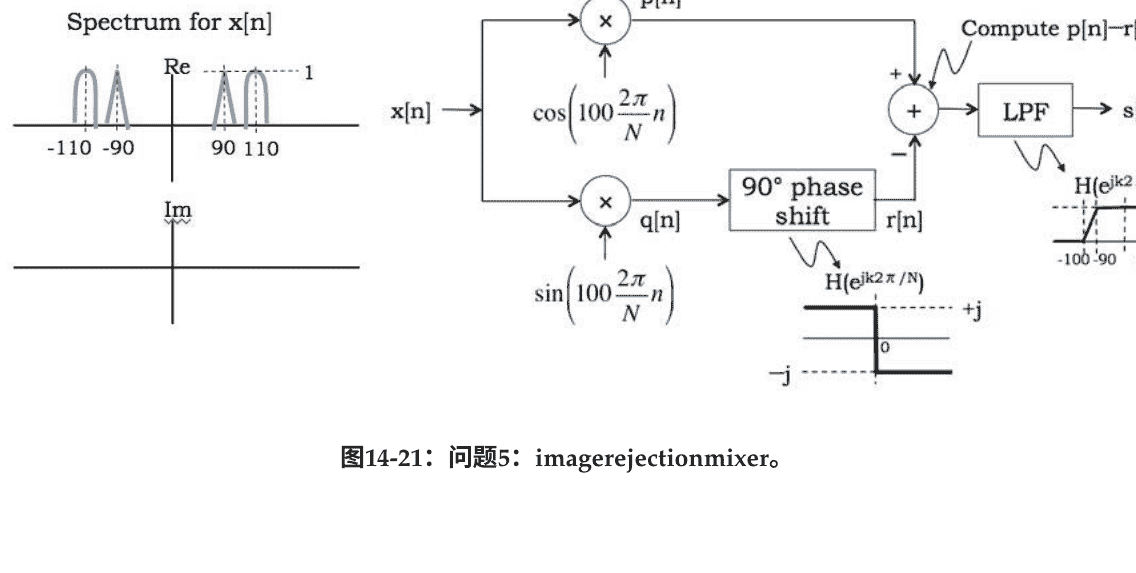 Spectrum for x[n]
Re
1
-110 -90
90 110
Im
p[n]
×
cos(100 2π/N n)
x[n]
Compute p[n]−r[
+
+
−
LPF
s[
×
q[n]
90° phase
shift
r[n]
sin(100 2π/N n)
H(e^jk2
-100 -90
H(e^jk2π/N)
+j
0
−j
图14-21：问题5：imagerejectionmixer。